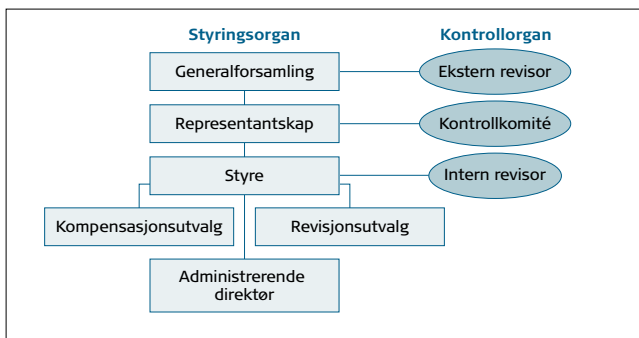 Styringsorgan
Kontrollorgan
Generalforsamling
Ekstern revisor
Representantskap
Kontrollkomité
Styre
Intern revisor
Kompensasjonsutvalg
Revisjonsutvalg
Administrerende
direktør